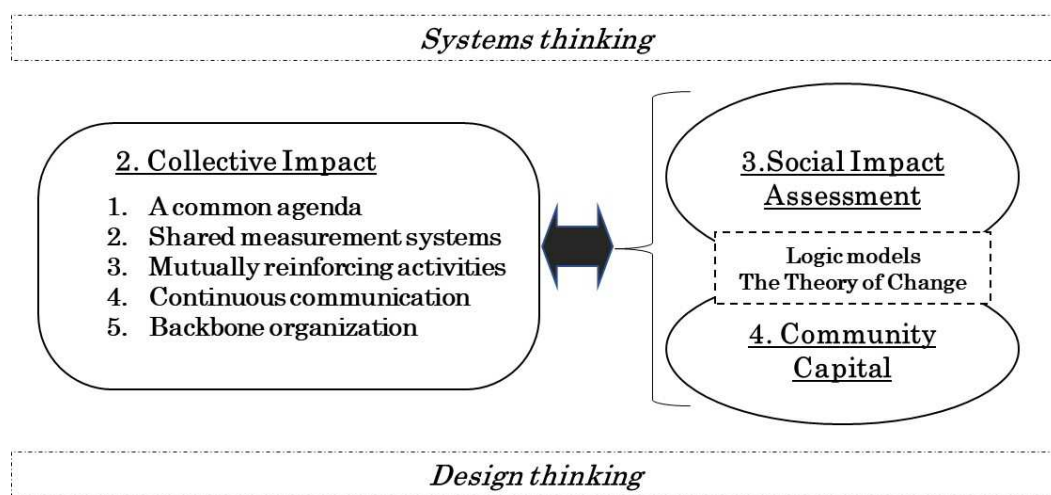 Systems thinking
2. Collective Impact
1. A common agenda
2. Shared measurement systems
3. Mutually reinforcing activities
4. Continuous communication
5. Backbone organization
3.Social Impact
Assessment
Logic models
The Theory of Change
4. Community
Capital
Design thinking